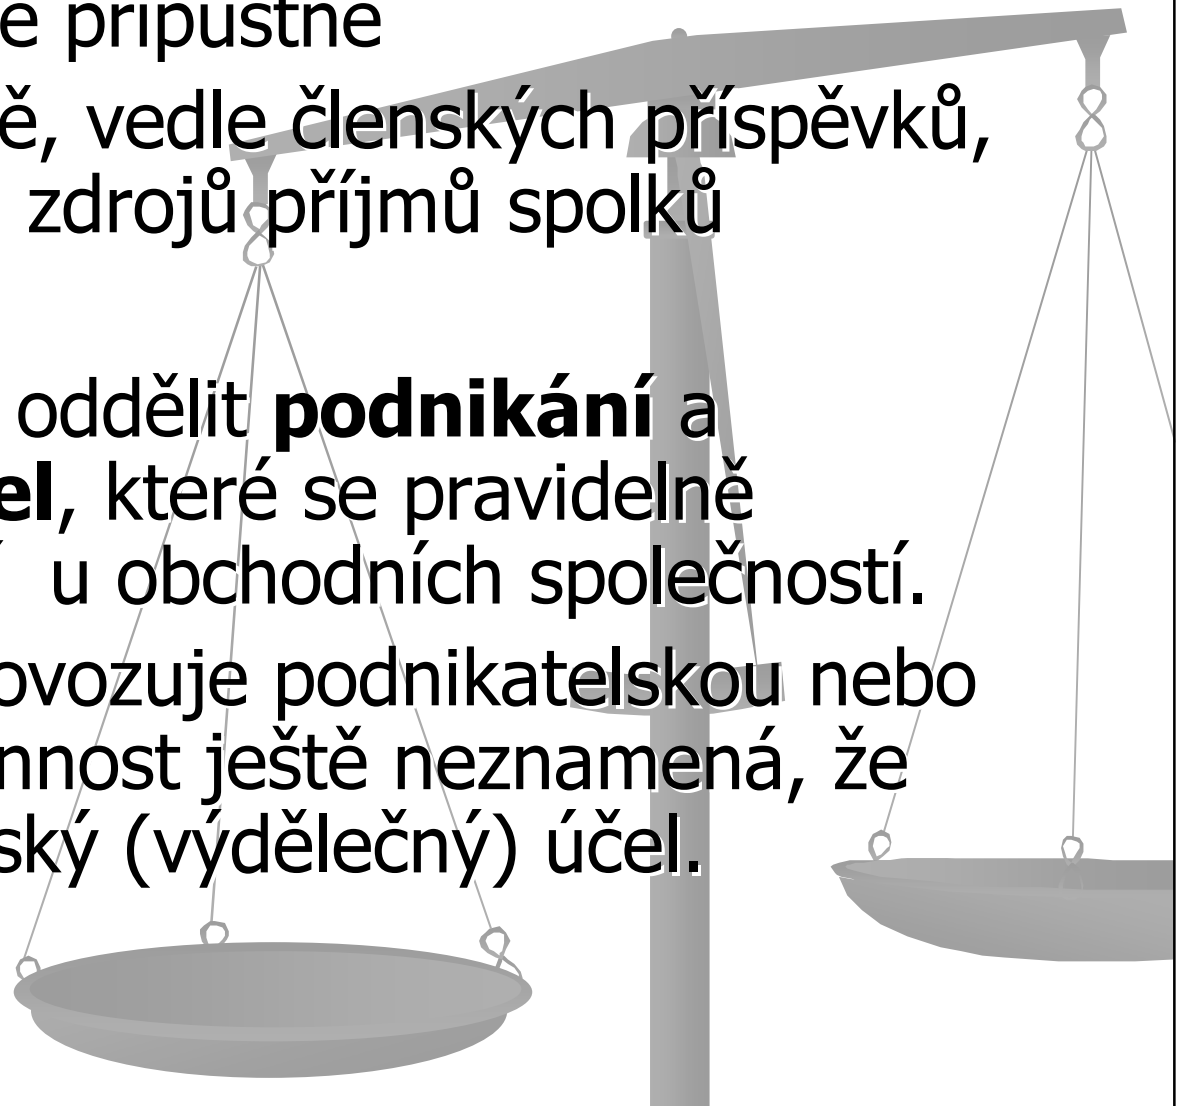 e přípustné
ě, vedle členských příspěvků,
zdrojů příjmů spolků
oddělit podnikání a
el, které se pravidelně
u obchodních společností.
ovozuje podnikatelskou nebo
nnost ještě neznamená, že
ský (výdělečný) účel.